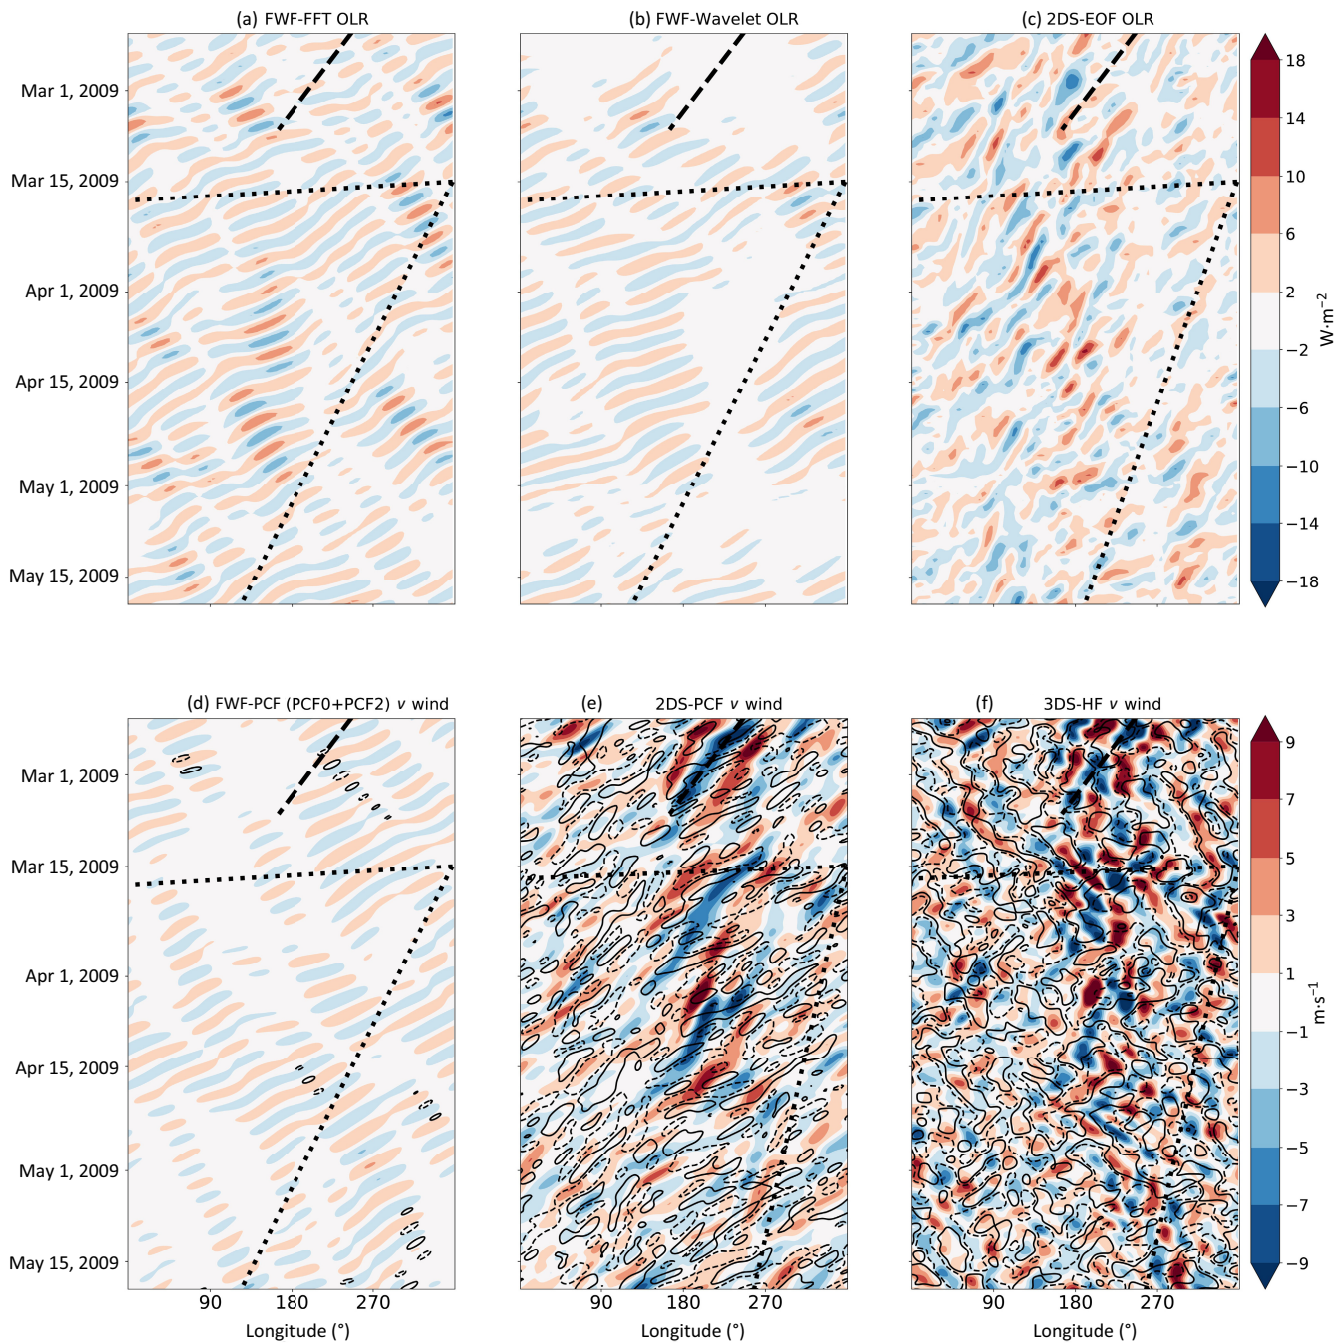 (a) FWF-FFT OLR
(b) FWF-Wavelet OLR
(c) 2DS-EOF OLR
Mar 1, 2009
Mar 15, 2009
Apr 1, 2009
Apr 15, 2009
May 1, 2009
May 15, 2009
18
14
10
6
2
−2
−6
−10
−14
−18
W·m⁻²
(d) FWF-PCF (PCF0+PCF2) v wind
(e) 2DS-PCF v wind
(f) 3DS-HF v wind
Mar 1, 2009
Mar 15, 2009
Apr 1, 2009
Apr 15, 2009
May 1, 2009
May 15, 2009
9
7
5
3
1
−1
−3
−5
−7
−9
m·s⁻¹
90 180 270
90 180 270
90 180 270
Longitude (°)
Longitude (°)
Longitude (°)